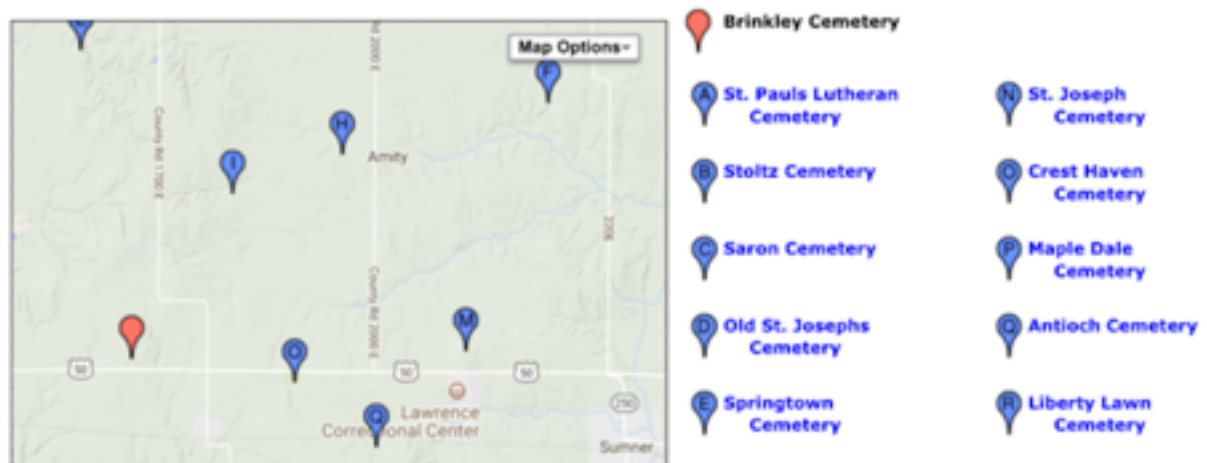 Map Options
Rd 2000 E
F
H
Amity
County Rd 1700 E
I
220E
County Rd 2000 E
M
O
50
50
50
250
Lawrence
Correctional Center
Q
Sumner
Brinkley Cemetery
A St. Pauls Lutheran
Cemetery
B Stoltz Cemetery
C Saron Cemetery
D Old St. Josephs
Cemetery
E Springtown
Cemetery
N St. Joseph
Cemetery
O Crest Haven
Cemetery
P Maple Dale
Cemetery
Q Antioch Cemetery
R Liberty Lawn
Cemetery